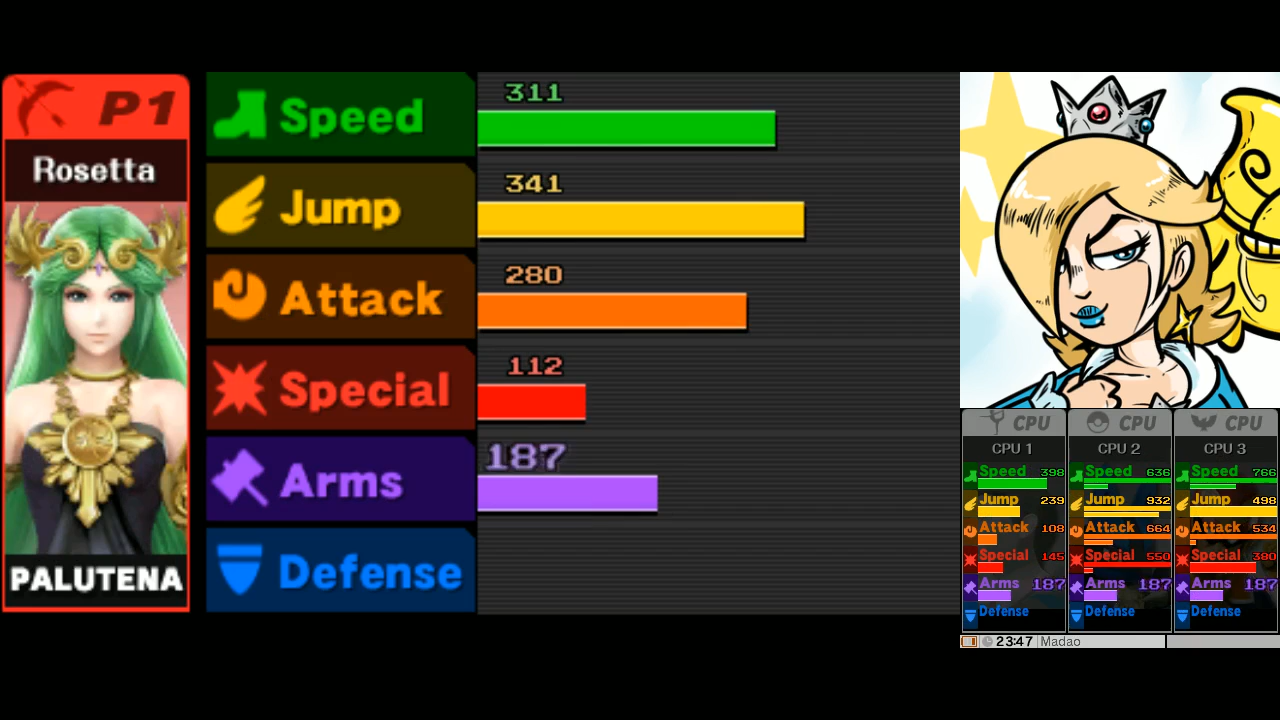 P1
Rosetta
PALUTENA
Speed 311
Jump 341
Attack 280
Special 112
Arms 187
Defense
CPU
CPU 1
Speed 398
Jump 239
Attack 108
Special 145
Arms 187
Defense
CPU
CPU 2
Speed 636
Jump 932
Attack 664
Special 550
Arms 187
Defense
CPU
CPU 3
Speed 766
Jump 498
Attack 534
Special 380
Arms 187
Defense
23:47 Madao